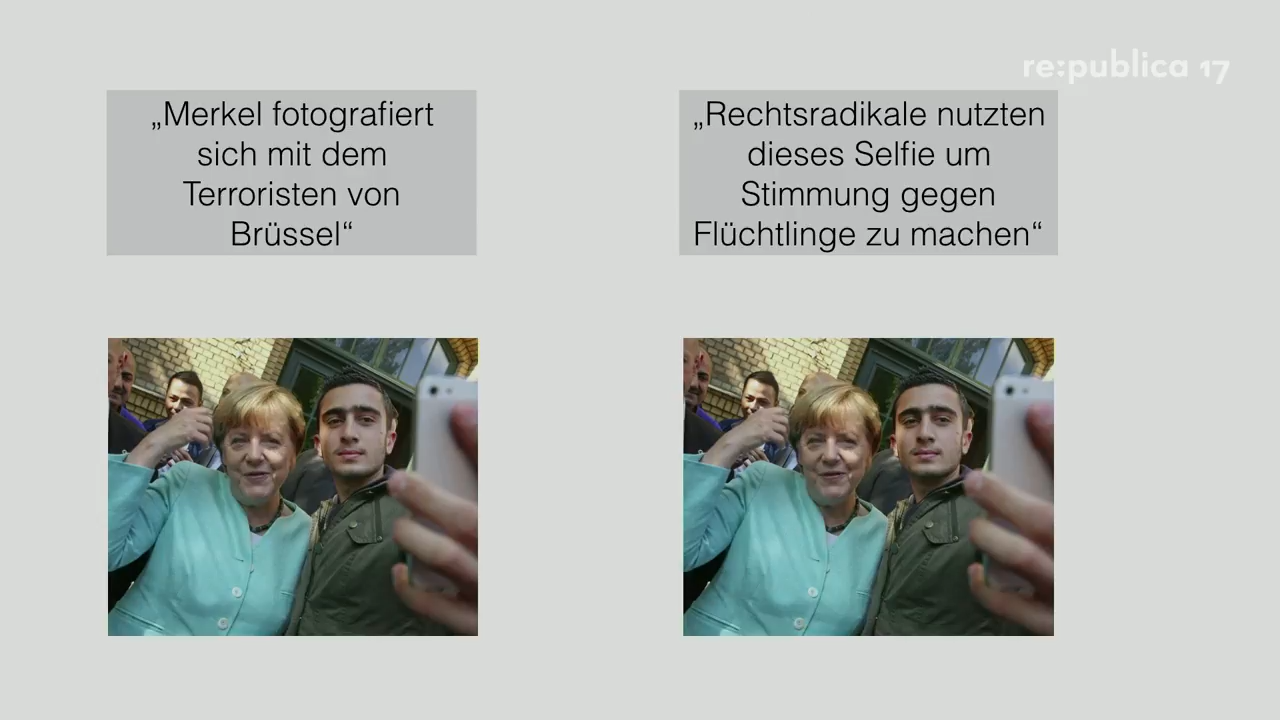 re:publica 17
„Merkel fotografiert
sich mit dem
Terroristen von
Brüssel“
„Rechtsradikale nutzten
dieses Selfie um
Stimmung gegen
Flüchtlinge zu machen“